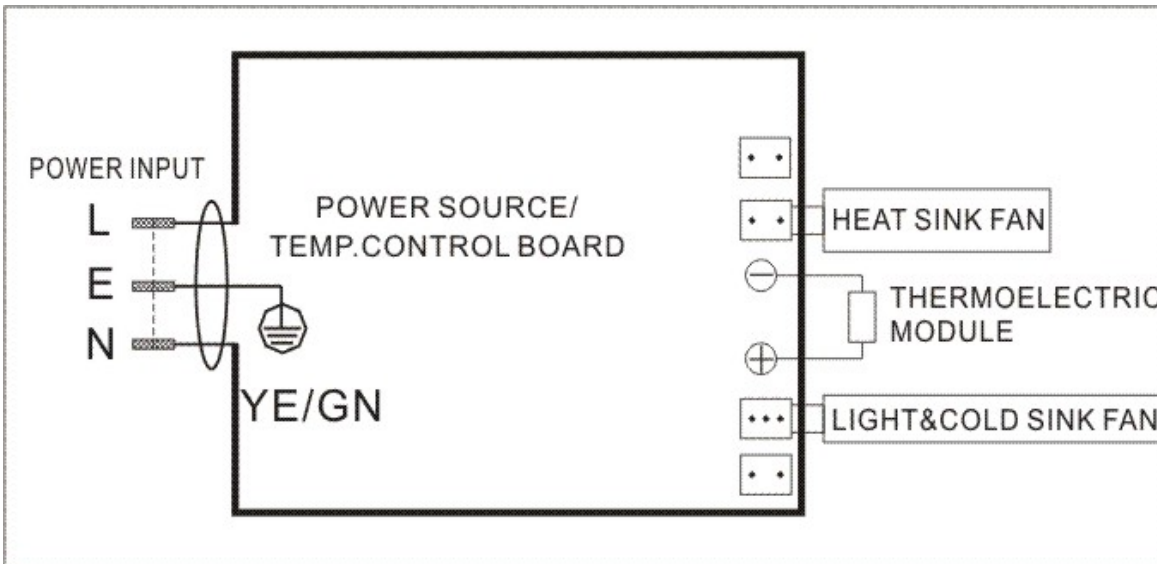 POWER INPUT
L
E
N
YE/GN
POWER SOURCE/
TEMP.CONTROL BOARD
HEAT SINK FAN
THERMOELECTRIC
MODULE
LIGHT&COLD SINK FAN